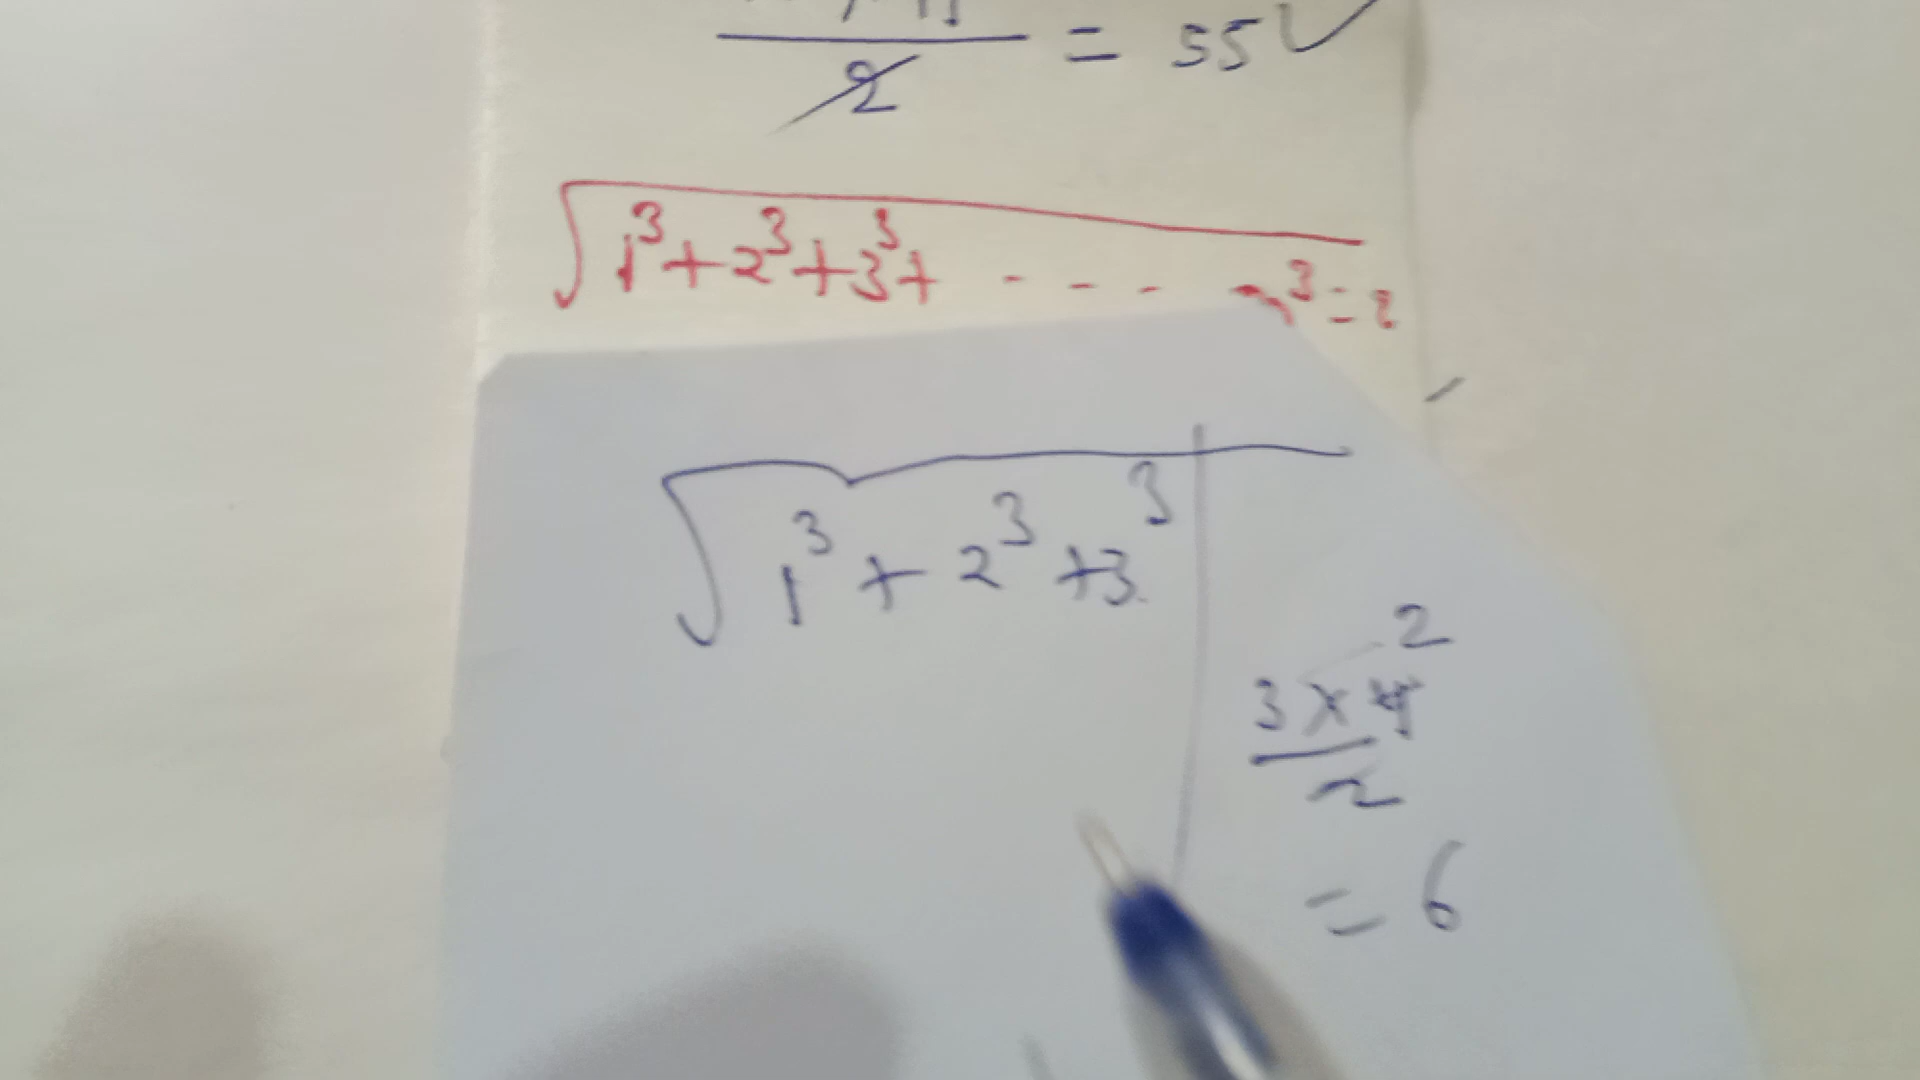 2 = 55 ✓
√1³+2³+3³+ - - - n³ = ?
√1³ + 2³ + 3³
2
3 x 4
2
= 6